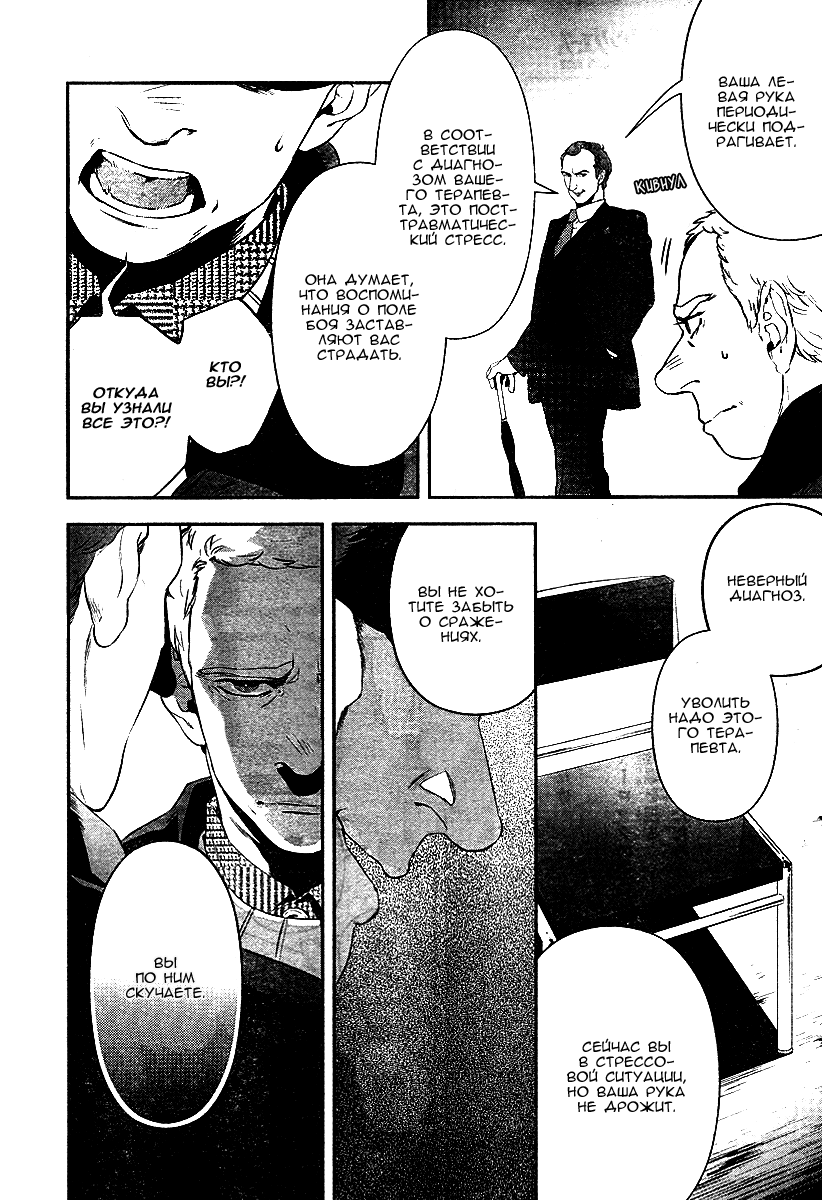 ВАША ЛЕ-
ВАЯ РУКА
ПЕРИОДИ-
ЧЕСКИ ПОД-
РАГИВАЕТ.
КИВНУЛ
В СООТ-
ВЕТСТВИИ
С ДИАГНО-
ЗОМ ВАШЕ-
ГО ТЕРАПЕВ-
ТА, ЭТО ПОСТ-
ТРАВМАТИЧЕС-
КИЙ СТРЕСС.
ОНА ДУМАЕТ,
ЧТО ВОСПОМИ-
НАНИЯ О ПОЛЕ
БОЯ ЗАСТАВ-
ЛЯЮТ ВАС
СТРАДАТЬ.
КТО
ВЫ?!
ОТКУДА
ВЫ УЗНАЛИ
ВСЕ ЭТО?!
НЕВЕРНЫЙ
ДИАГНОЗ.
УВОЛИТЬ
НАДО ЭТО-
ГО ТЕРА-
ПЕВТА.
СЕЙЧАС ВЫ
В СТРЕССО-
ВОЙ СИТУАЦИИ,
НО ВАША РУКА
НЕ ДРОЖИТ.
ВЫ НЕ ХО-
ТИТЕ ЗАБЫТЬ
О СРАЖЕ-
НИЯХ.
ВЫ
ПО НИМ
СКУЧАЕТЕ.